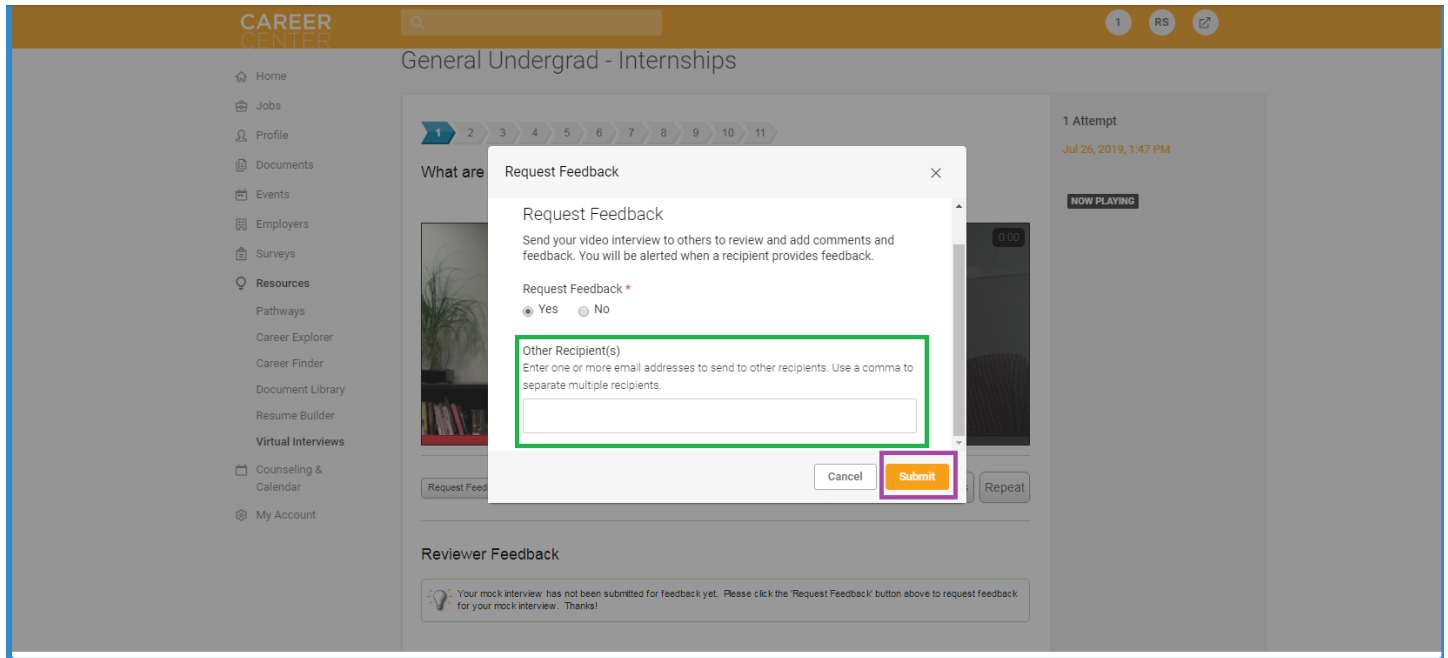 CAREER
CENTER
1
RS
General Undergrad - Internships
Home
Jobs
Profile
Documents
Events
Employers
Surveys
Resources
Pathways
Career Explorer
Career Finder
Document Library
Resume Builder
Virtual Interviews
Counseling &
Calendar
My Account
1 2 3 4 5 6 7 8 9 10 11
What are
0:00
Request Feedback
Request Feedback
Send your video interview to others to review and add comments and
feedback. You will be alerted when a recipient provides feedback.
Request Feedback *
Yes No
Other Recipient(s)
Enter one or more email addresses to send to other recipients. Use a comma to
separate multiple recipients.
Cancel Submit
Request Feed
Repeat
Reviewer Feedback
Your mock interview has not been submitted for feedback yet. Please click the 'Request Feedback' button above to request feedback
for your mock interview. Thanks!
1 Attempt
Jul 26, 2019, 1:47 PM
NOW PLAYING